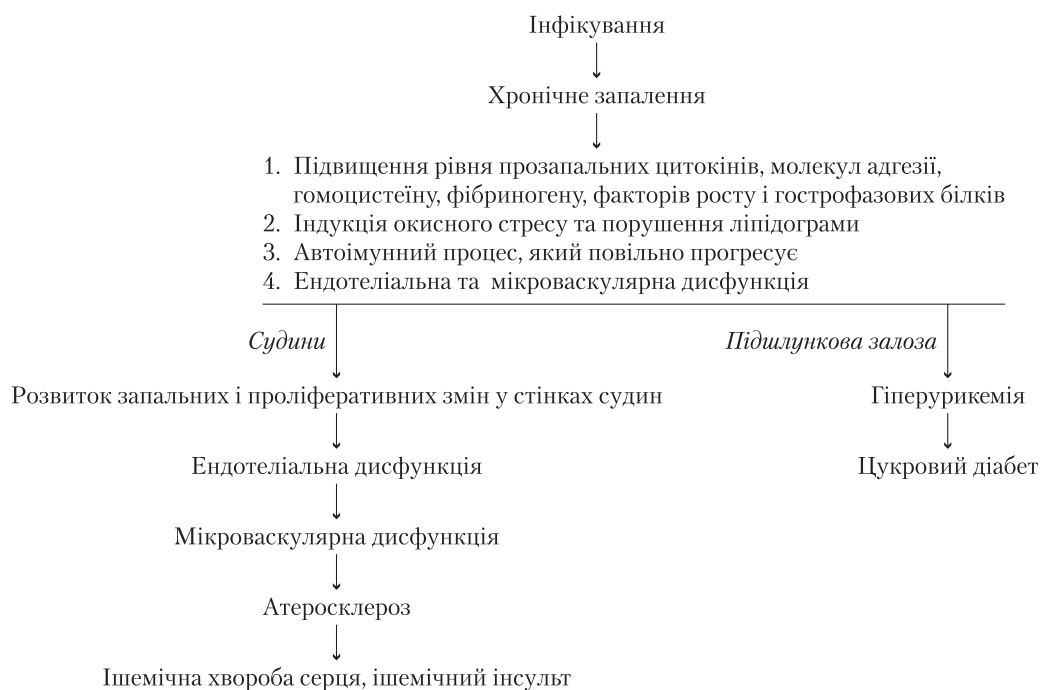 Інфікування
Хронічне запалення
1. Підвищення рівня прозапальних цитокінів, молекул адгезії,
гомоцистеїну, фібриногену, факторів росту і гострофазових білків
2. Індукція окисного стресу та порушення ліпідограми
3. Автоімунний процес, який повільно прогресує
4. Ендотеліальна та мікроваскулярна дисфункція
Судини
Підшлункова залоза
Розвиток запальних і проліферативних змін у стінках судин
Гіперурикемія
Ендотеліальна дисфункція
Цукровий діабет
Мікроваскулярна дисфункція
Атеросклероз
Ішемічна хвороба серця, ішемічний інсульт